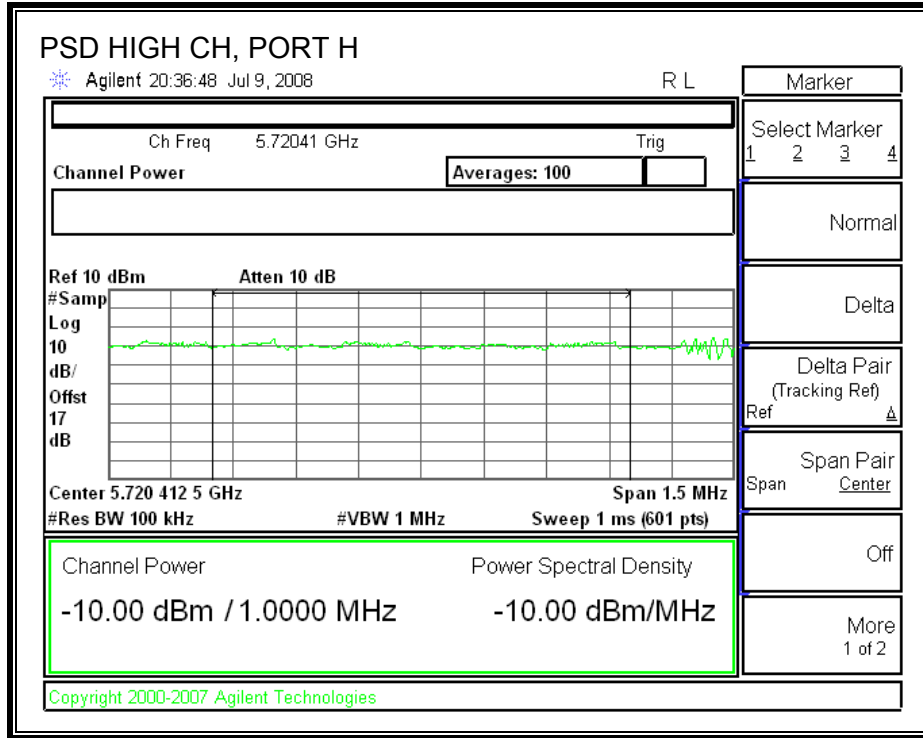 PSD HIGH CH, PORT H
Agilent 20:36:48 Jul 9, 2008 R L
Marker
Select Marker
1 2 3 4
Normal
Delta
Delta Pair
(Tracking Ref)
Ref Δ
Span Pair
Span Center
Off
More
1 of 2
Ch Freq 5.72041 GHz Trig
Channel Power Averages: 100
Ref 10 dBm Atten 10 dB
#Samp
Log
10
dB/
Offst
17
dB
Center 5.720 412 5 GHz Span 1.5 MHz
#Res BW 100 kHz #VBW 1 MHz Sweep 1 ms (601 pts)
Channel Power Power Spectral Density
-10.00 dBm / 1.0000 MHz -10.00 dBm/MHz
Copyright 2000-2007 Agilent Technologies